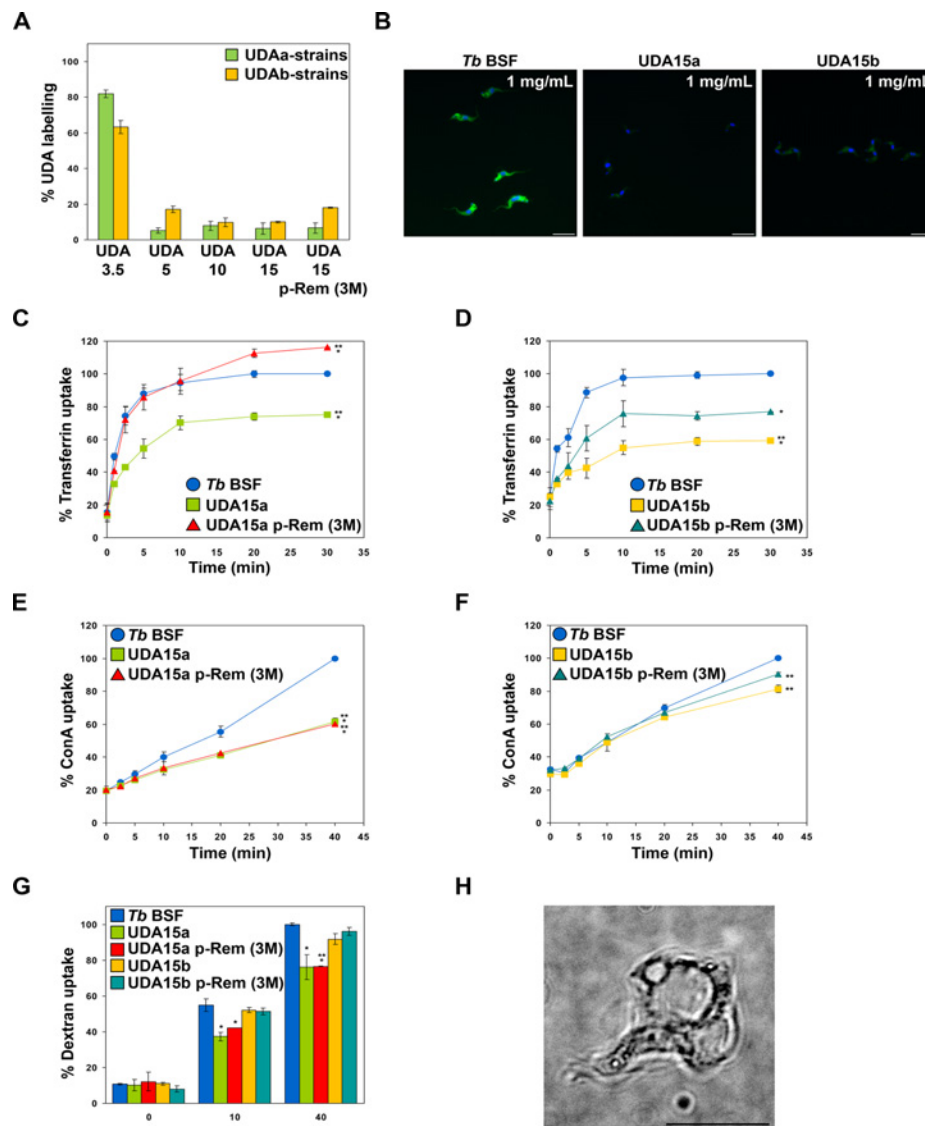 A
% UDA labelling
100
80
60
40
20
0
UDAa-strains
UDAb-strains
UDA 3.5
UDA 5
UDA 10
UDA 15
UDA 15
p-Rem (3M)
B
Tb BSF
UDA15a
UDA15b
1 mg/mL
1 mg/mL
1 mg/ml
C
% Transferrin uptake
120
100
80
60
40
20
0
Tb BSF
UDA15a
UDA15a p-Rem (3M)
**
*
**
*
0 5 10 15 20 25 30 35
Time (min)
D
% Transferrin uptake
120
100
80
60
40
20
0
Tb BSF
UDA15b
UDA15b p-Rem (3M)
*
**
*
0 5 10 15 20 25 30 35
Time (min)
E
% ConA uptake
120
100
80
60
40
20
0
Tb BSF
UDA15a
UDA15a p-Rem (3M)
**
*
**
*
0 5 10 15 20 25 30 35 40 45
Time (min)
F
% ConA uptake
120
100
80
60
40
20
0
Tb BSF
UDA15b
UDA15b p-Rem (3M)
**
**
0 5 10 15 20 25 30 35 40 45
Time (min)
G
% Dextran uptake
100
80
60
40
20
0
Tb BSF
UDA15a
UDA15a p-Rem (3M)
UDA15b
UDA15b p-Rem (3M)
* *
* **
*
0 10 40
H